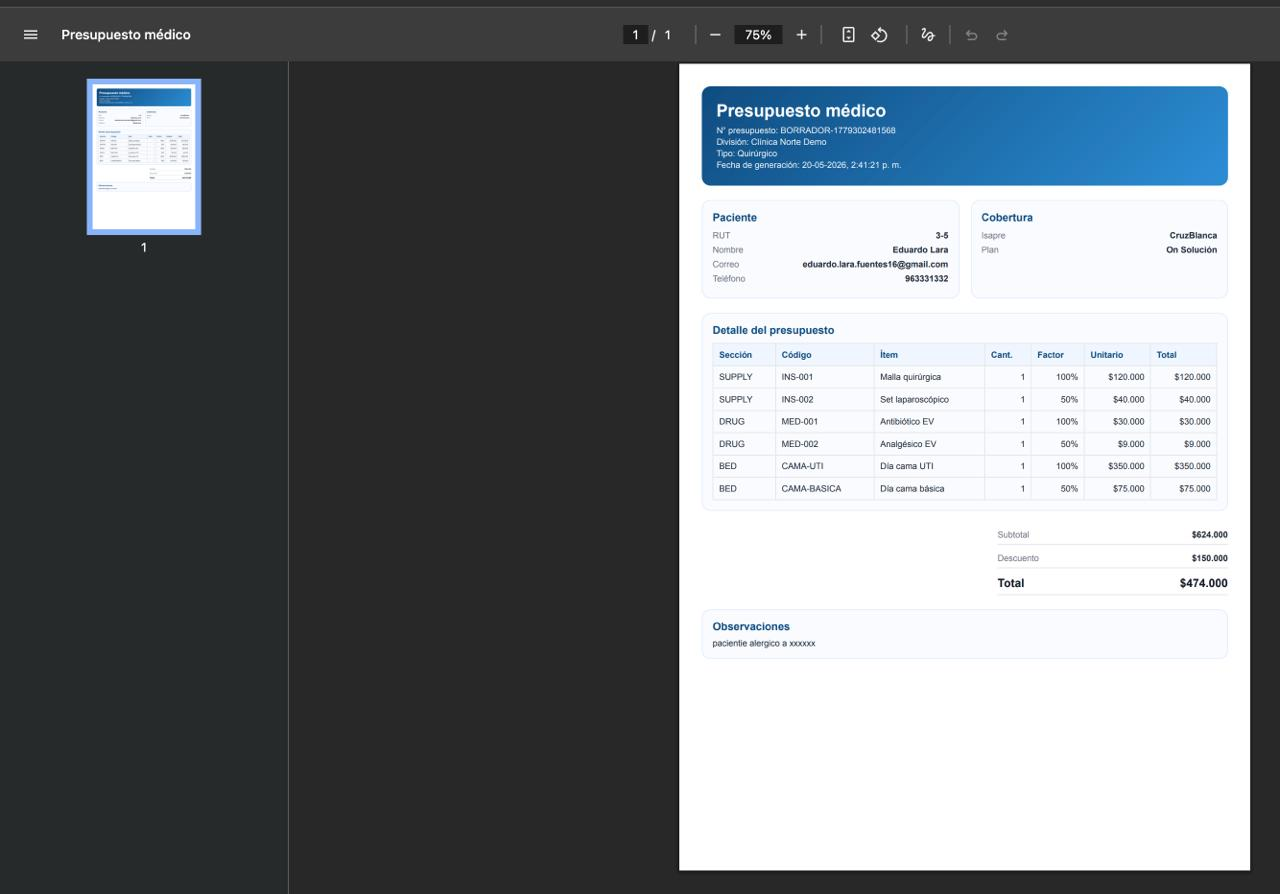 Presupuesto médico
1 / 1
75%
1
Presupuesto médico
N° presupuesto: BORRADOR-1779302481568
División: Clínica Norte Demo
Tipo: Quirúrgico
Fecha de generación: 20-05-2026, 2:41:21 p. m.
Paciente
RUT 3-5
Nombre Eduardo Lara
Correo eduardo.lara.fuentes16@gmail.com
Teléfono 963331332
Cobertura
Isapre CruzBlanca
Plan On Solución
Detalle del presupuesto
Sección Código Ítem Cant. Factor Unitario Total
SUPPLY INS-001 Malla quirúrgica 1 100% $120.000 $120.000
SUPPLY INS-002 Set laparoscópico 1 50% $40.000 $40.000
DRUG MED-001 Antibiótico EV 1 100% $30.000 $30.000
DRUG MED-002 Analgésico EV 1 50% $9.000 $9.000
BED CAMA-UTI Día cama UTI 1 100% $350.000 $350.000
BED CAMA-BASICA Día cama básica 1 50% $75.000 $75.000
Subtotal $624.000
Descuento $150.000
Total $474.000
Observaciones
pacientie alergico a xxxxxx